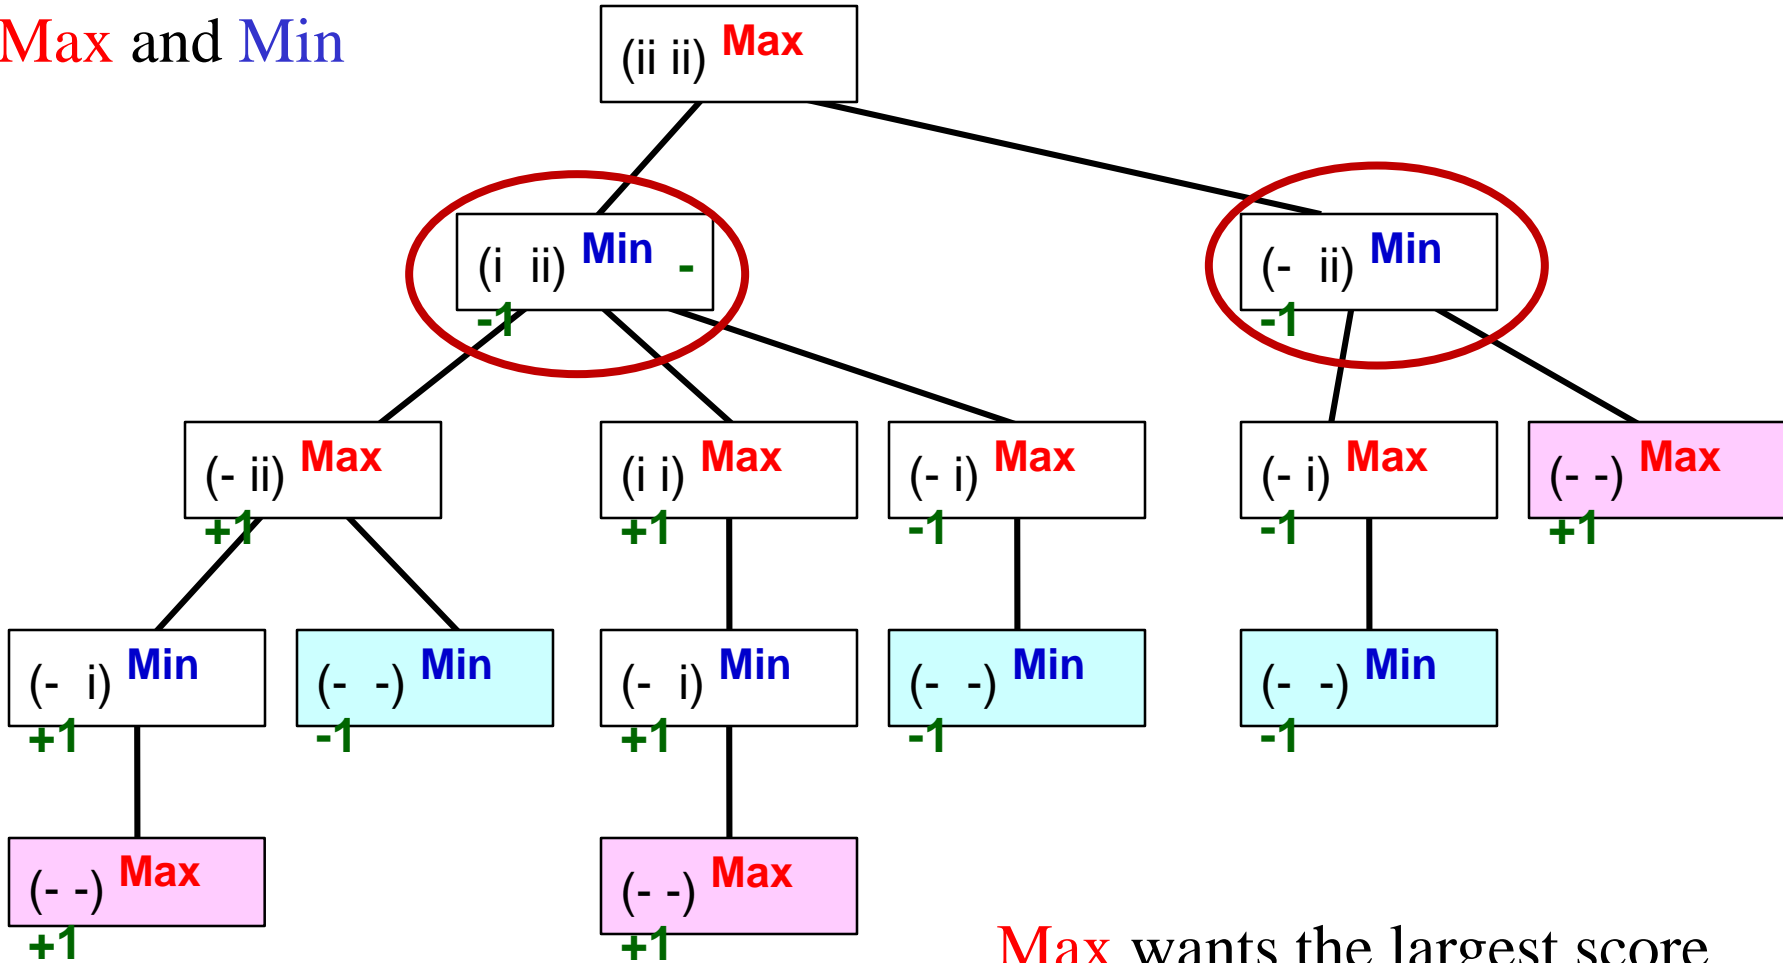 Max and Min
(ii ii) Max
(i ii) Min -
-1
(- ii) Min
-1
(- ii) Max
+1
(i i) Max
+1
(- i) Max
-1
(- i) Max
-1
(- -) Max
+1
(- i) Min
+1
(- -) Min
-1
(- i) Min
+1
(- -) Min
-1
(- -) Min
-1
(- -) Max
+1
(- -) Max
+1
Max wants the largest score